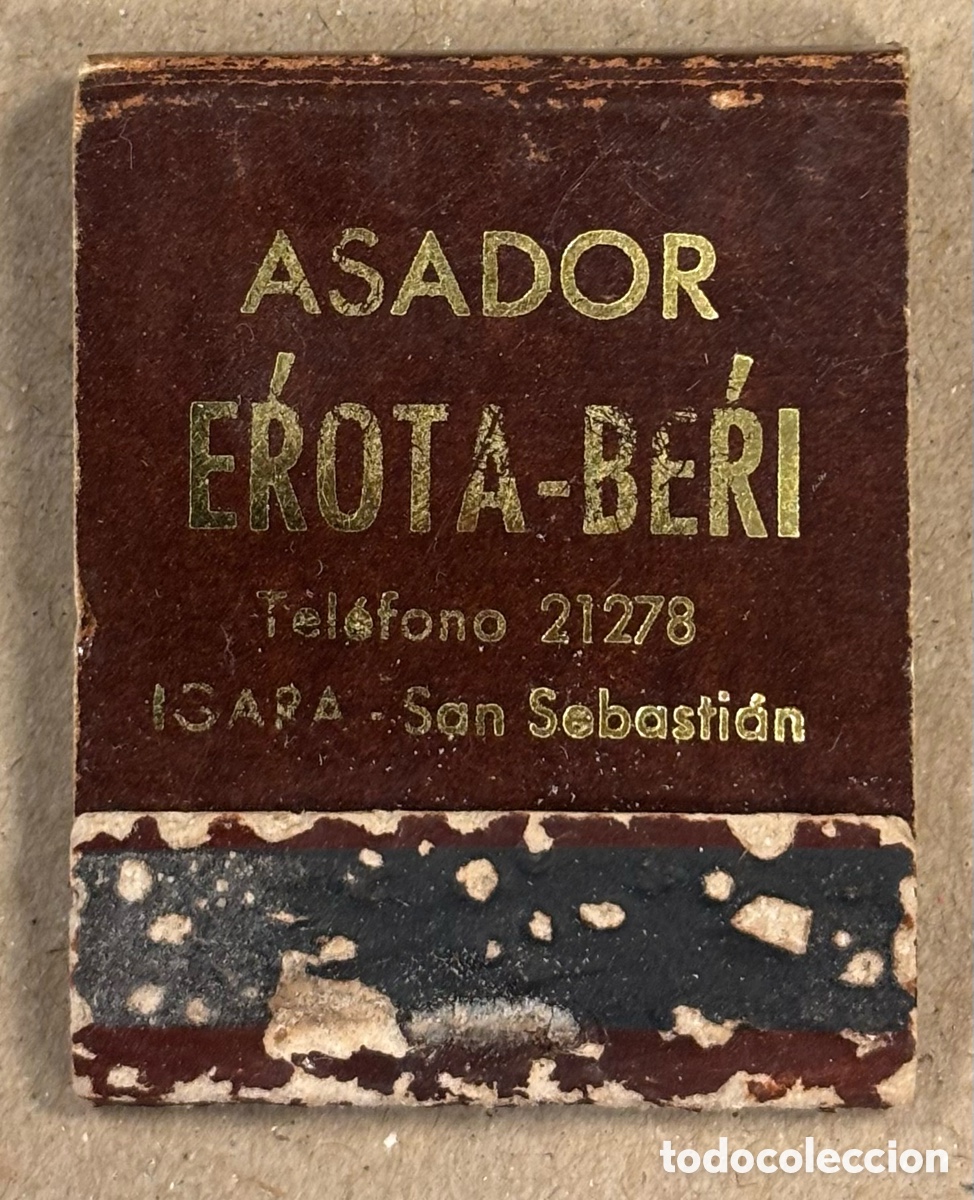 ASADOR
EŔOTA-BEŔI
Teléfono 21278
IGARA - San Sebastián
todocoleccion